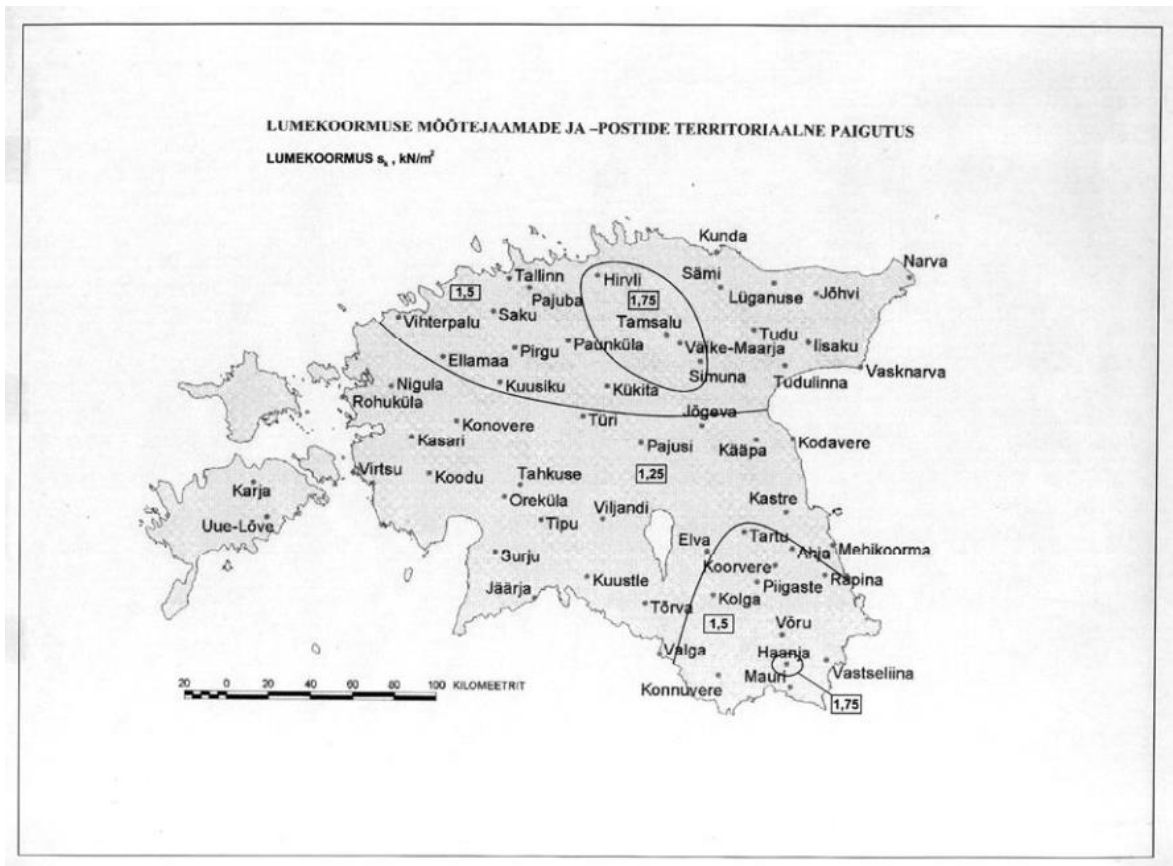 LUMEKOORMUSE MÕÕTEJAAMADE JA –POSTIDE TERRITORIAALNE PAIGUTUS
LUMEKOORMUS sk , kN/m²
Kunda
Narva
Tallinn
Hirvli
Sämi
1,5
Pajuba
1,75
Lüganuse
Jõhvi
Vihterpalu
Saku
Tamsalu
Tudu
Ellamaa
Pirgu
Paunküla
Väike-Maarja
Iisaku
Nigula
Kuusiku
Kükita
Simuna
Tudulinna
Vasknarva
Rohuküla
Konovere
Türi
Jõgeva
Kasari
Pajusi
Kääpa
Kodavere
Virtsu
Koodu
Tahkuse
1,25
Karja
Oreküla
Viljandi
Kastre
Uue-Lõve
Tipu
Elva
Tartu
Ahja
Mehikoorma
Surju
Koorvere
Jäärja
Kuustle
Piigaste
Räpina
Tõrva
Kolga
1,5
Võru
Valga
Haanja
Vastseliina
Konnuvere
Mauri
1,75
20 0 20 40 60 80 100 KILOMEETRIT